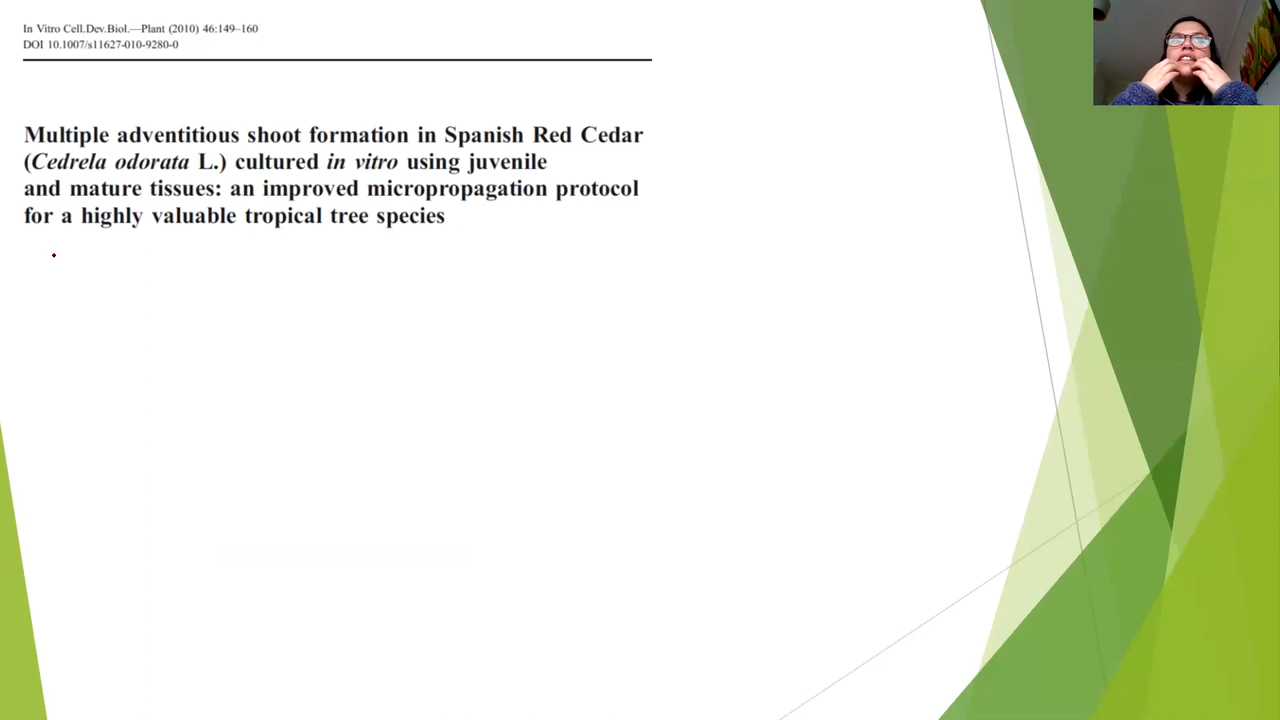 In Vitro Cell.Dev.Biol.—Plant (2010) 46:149–160
DOI 10.1007/s11627-010-9280-0
Multiple adventitious shoot formation in Spanish Red Cedar
(Cedrela odorata L.) cultured in vitro using juvenile
and mature tissues: an improved micropropagation protocol
for a highly valuable tropical tree species